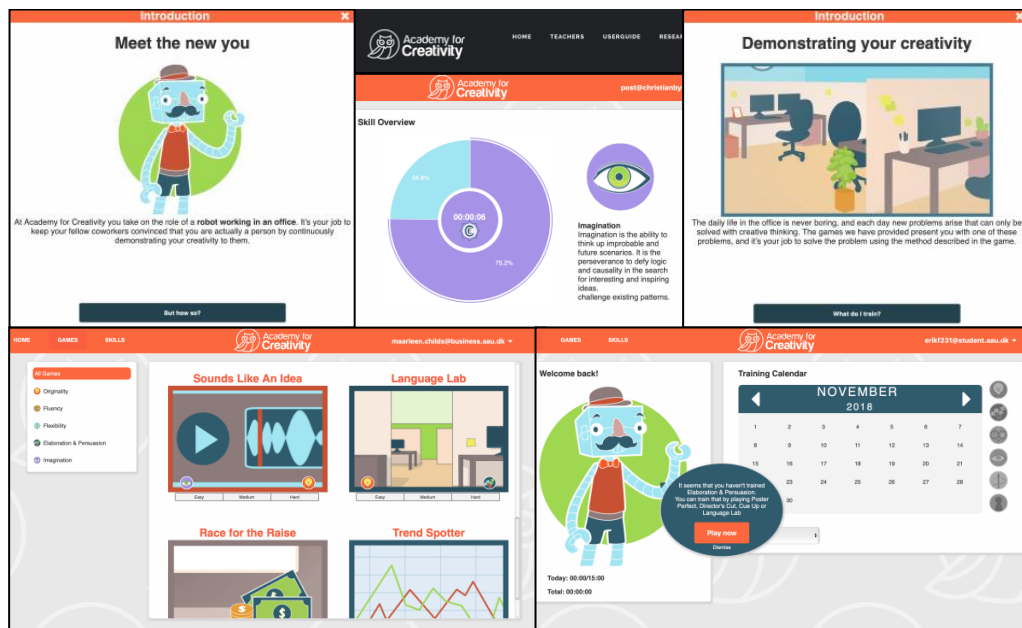 Introduction
×
Meet the new you
At Academy for Creativity you take on the role of a robot working in an office. It's your job to
keep your fellow coworkers convinced that you are actually a person by continuously
demonstrating your creativity to them.
But how so?
Academy for
Creativity
HOME TEACHERS USERGUIDE RESEAR
Academy for
Creativity
post@christianby
Skill Overview
24.8%
00:00:06
75.2%
Imagination
Imagination is the ability to
think up improbable and
future scenarios. It is the
perseverance to defy logic
and causality in the search
for interesting and inspiring
ideas.
challenge existing patterns.
Introduction
×
Demonstrating your creativity
The daily life in the office is never boring, and each day new problems arise that can only be
solved with creative thinking. The games we have provided present you with one of these
problems, and it's your job to solve the problem using the method described in the game.
What do I train?
HOME GAMES SKILLS
Academy for
Creativity
maarleen.childs@business.aau.dk
All Games
Originality
Fluency
Flexibility
Elaboration & Persuasion
Imagination
Sounds Like An Idea
Easy Medium Hard
Language Lab
Easy Medium Hard
Race for the Raise
Trend Spotter
GAMES SKILLS
Academy for
Creativity
erikf231@student.aau.dk
Welcome back!
Today: 00:00/15:00
Total: 00:00:00
It seems that you haven't trained
Elaboration & Persuasion.
You can train that by playing Poster
Perfect, Director's Cut, Cue Up or
Language Lab
Play now
Dismiss
Training Calendar
NOVEMBER
2018
1 2 3 4 5 6 7
8 9 10 11 12 13 14
15 16 17 18 19 20 21
23 24 25 26 27 28
30